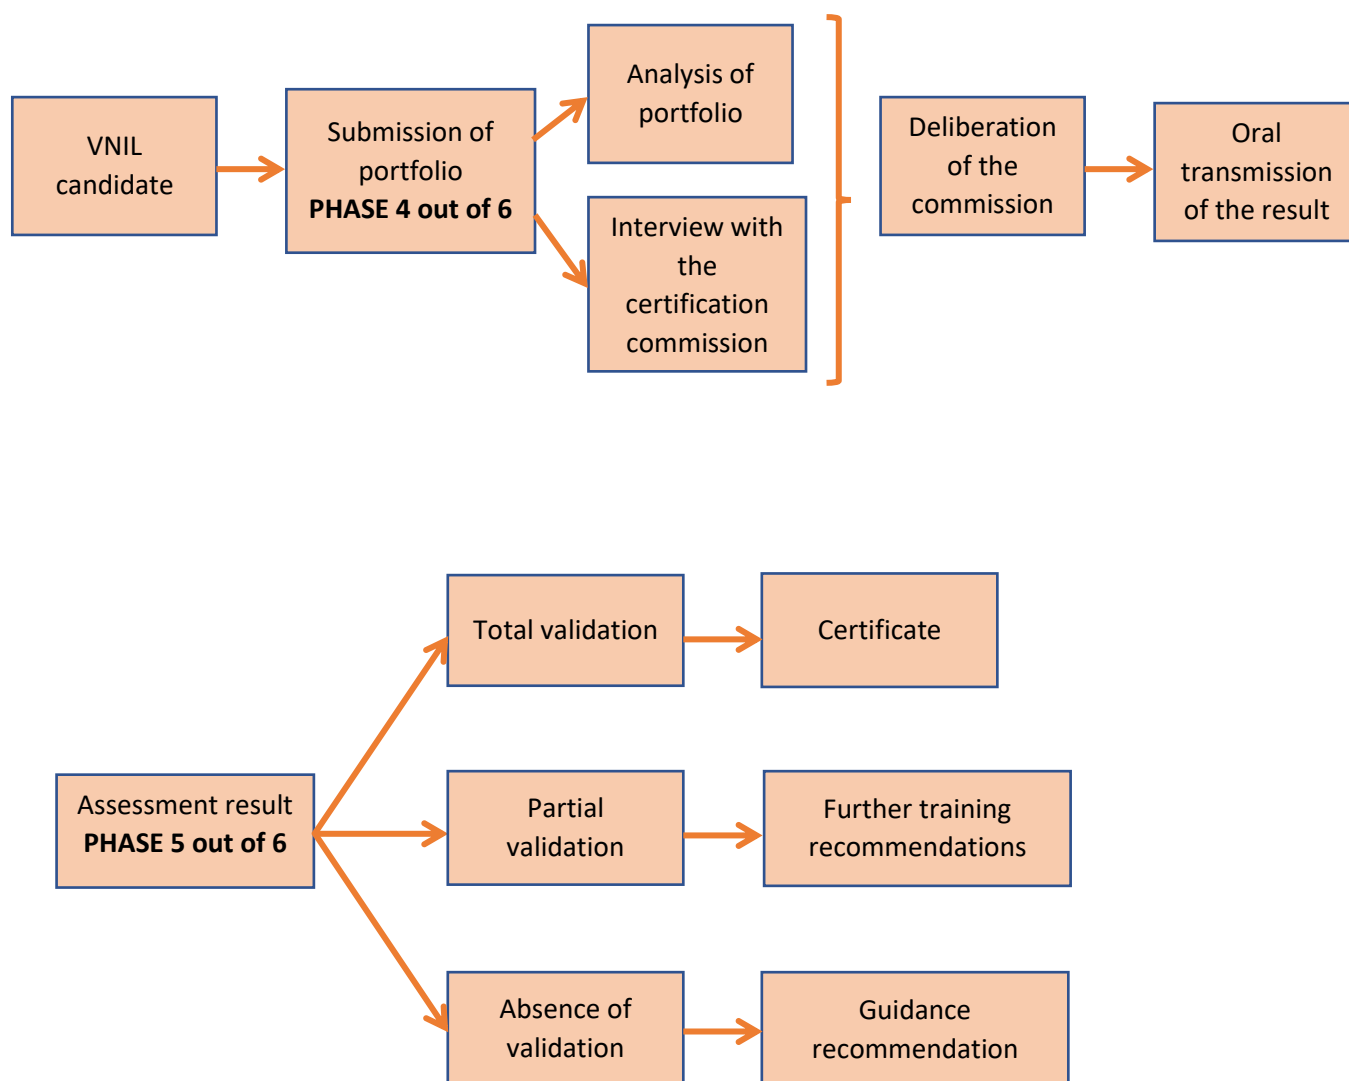 VNIL
candidate
Submission of
portfolio
PHASE 4 out of 6
Analysis of
portfolio
Interview with
the
certification
commission
Deliberation
of the
commission
Oral
transmission
of the result
Assessment result
PHASE 5 out of 6
Total validation
Certificate
Partial
validation
Further training
recommendations
Absence of
validation
Guidance
recommendation